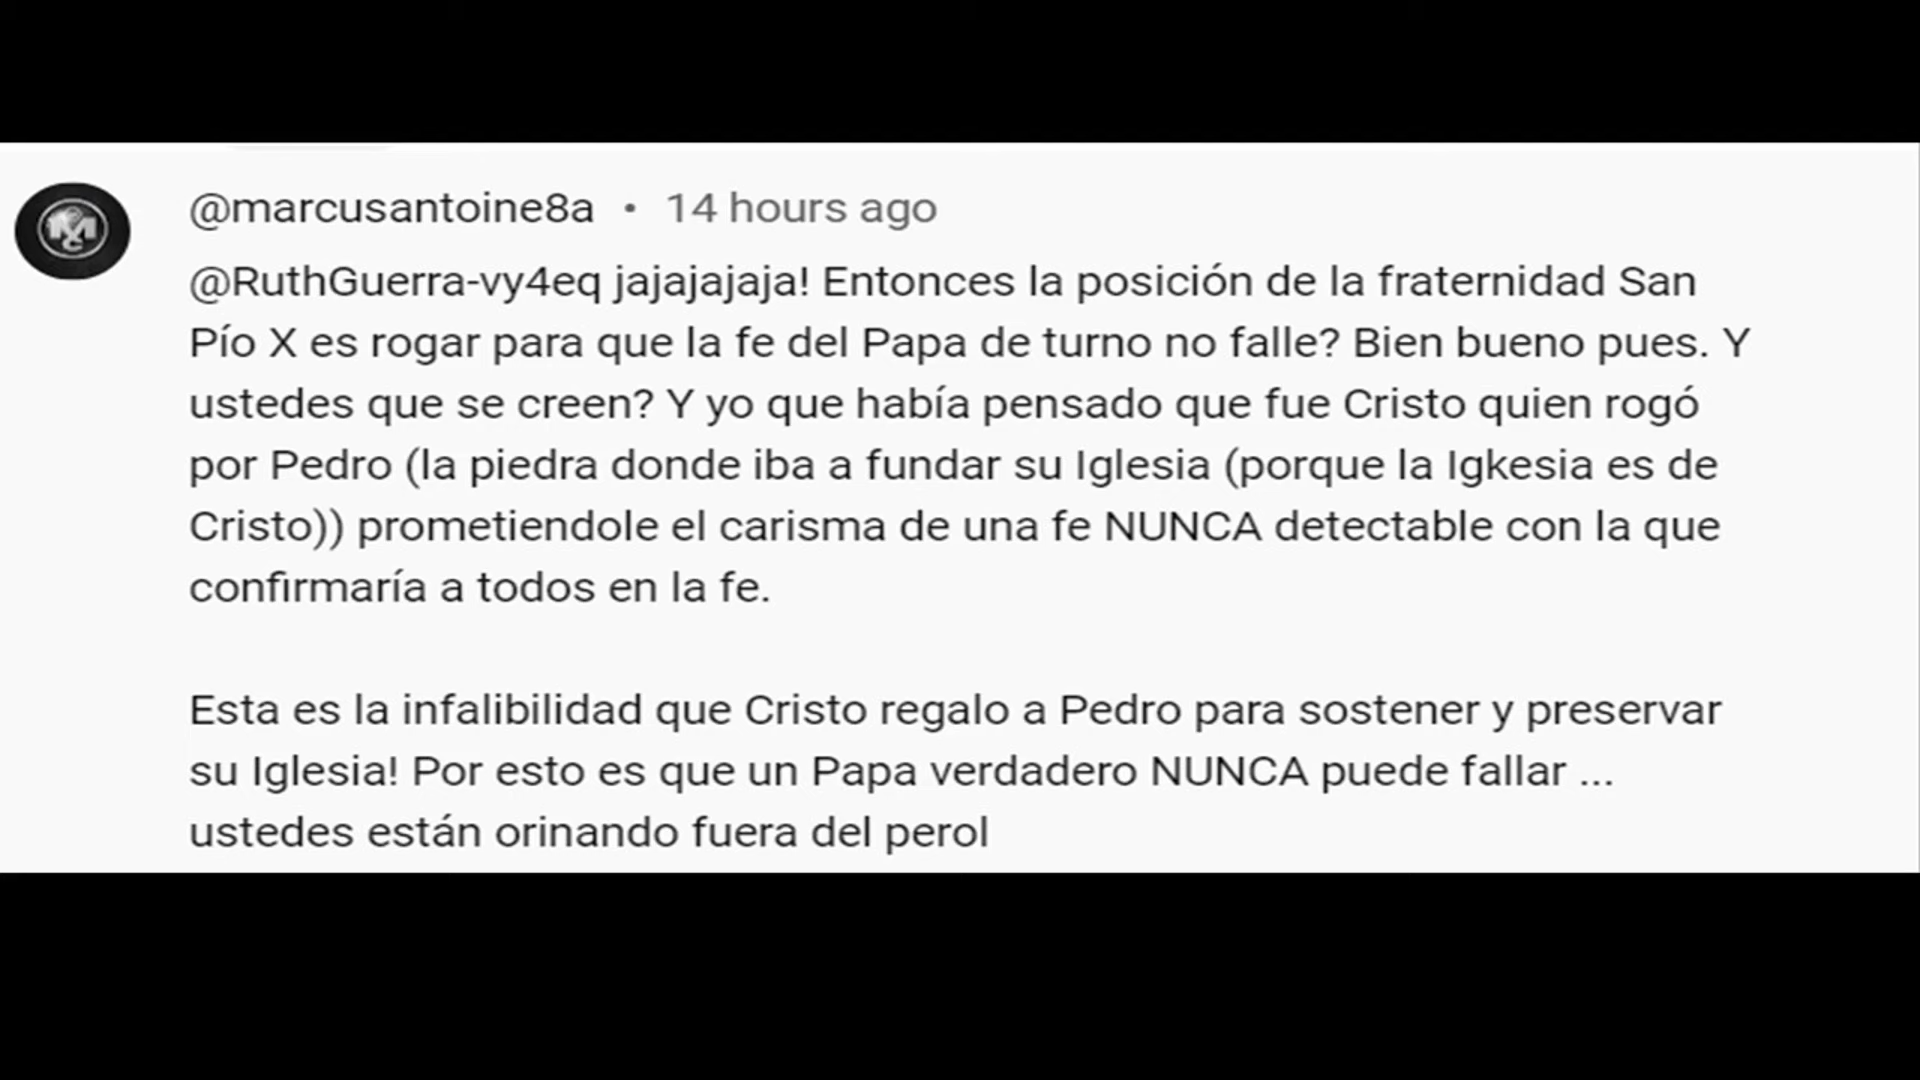 @marcusantoine8a • 14 hours ago
@RuthGuerra-vy4eq jajajajaja! Entonces la posición de la fraternidad San
Pío X es rogar para que la fe del Papa de turno no falle? Bien bueno pues. Y
ustedes que se creen? Y yo que había pensado que fue Cristo quien rogó
por Pedro (la piedra donde iba a fundar su Iglesia (porque la Igkesia es de
Cristo)) prometiendole el carisma de una fe NUNCA detectable con la que
confirmaría a todos en la fe.
Esta es la infalibilidad que Cristo regalo a Pedro para sostener y preservar
su Iglesia! Por esto es que un Papa verdadero NUNCA puede fallar ...
ustedes están orinando fuera del perol